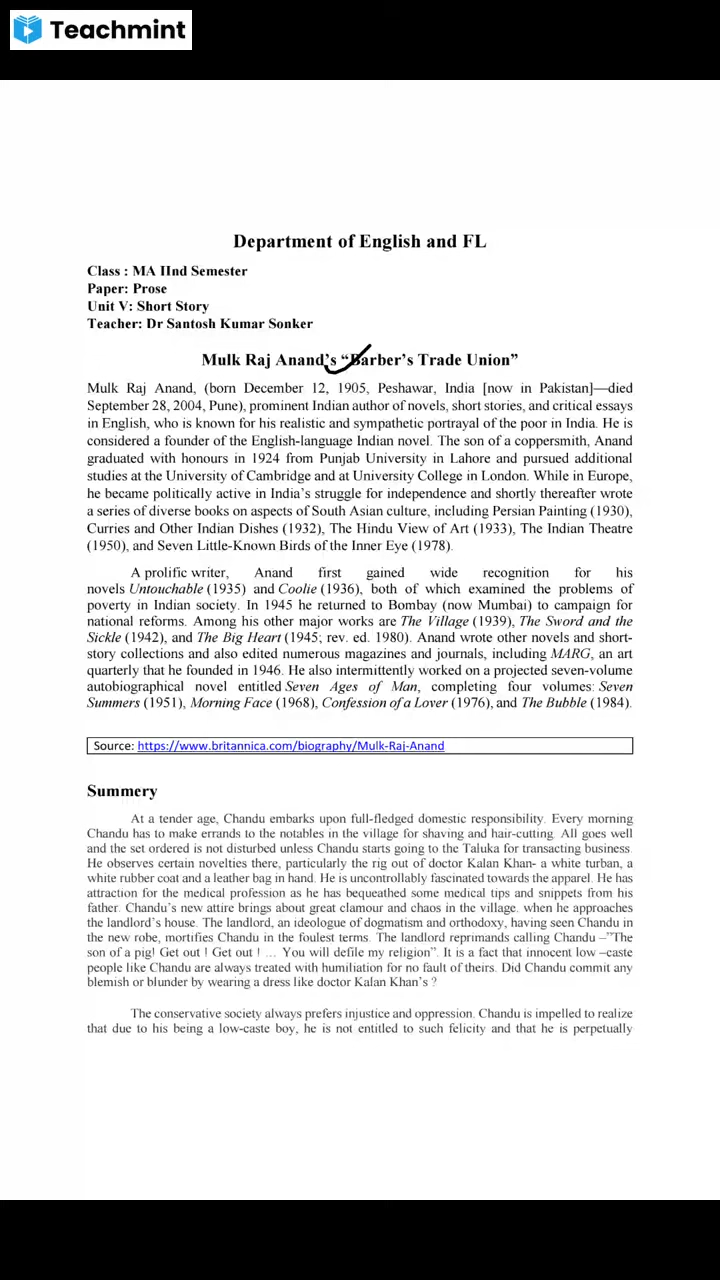 Teachmint
Department of English and FL
Class : MA IInd Semester
Paper: Prose
Unit V: Short Story
Teacher: Dr Santosh Kumar Sonker
Mulk Raj Anand's “Barber's Trade Union”
Mulk Raj Anand, (born December 12, 1905, Peshawar, India [now in Pakistan]—died
September 28, 2004, Pune), prominent Indian author of novels, short stories, and critical essays
in English, who is known for his realistic and sympathetic portrayal of the poor in India. He is
considered a founder of the English-language Indian novel. The son of a coppersmith, Anand
graduated with honours in 1924 from Punjab University in Lahore and pursued additional
studies at the University of Cambridge and at University College in London. While in Europe,
he became politically active in India's struggle for independence and shortly thereafter wrote
a series of diverse books on aspects of South Asian culture, including Persian Painting (1930),
Curries and Other Indian Dishes (1932), The Hindu View of Art (1933), The Indian Theatre
(1950), and Seven Little-Known Birds of the Inner Eye (1978).
A prolific writer, Anand first gained wide recognition for his
novels Untouchable (1935) and Coolie (1936), both of which examined the problems of
poverty in Indian society. In 1945 he returned to Bombay (now Mumbai) to campaign for
national reforms. Among his other major works are The Village (1939), The Sword and the
Sickle (1942), and The Big Heart (1945; rev. ed. 1980). Anand wrote other novels and short-
story collections and also edited numerous magazines and journals, including MARG, an art
quarterly that he founded in 1946. He also intermittently worked on a projected seven-volume
autobiographical novel entitled Seven Ages of Man, completing four volumes: Seven
Summers (1951), Morning Face (1968), Confession of a Lover (1976), and The Bubble (1984).
Source: https://www.britannica.com/biography/Mulk-Raj-Anand
Summery
At a tender age, Chandu embarks upon full-fledged domestic responsibility. Every morning
Chandu has to make errands to the notables in the village for shaving and hair-cutting. All goes well
and the set ordered is not disturbed unless Chandu starts going to the Taluka for transacting business.
He observes certain novelties there, particularly the rig out of doctor Kalan Khan- a white turban, a
white rubber coat and a leather bag in hand. He is uncontrollably fascinated towards the apparel. He has
attraction for the medical profession as he has bequeathed some medical tips and snippets from his
father. Chandu's new attire brings about great clamour and chaos in the village. when he approaches
the landlord's house. The landlord, an ideologue of dogmatism and orthodoxy, having seen Chandu in
the new robe, mortifies Chandu in the foulest terms. The landlord reprimands calling Chandu –”The
son of a pig! Get out ! Get out ! ... You will defile my religion”. It is a fact that innocent low –caste
people like Chandu are always treated with humiliation for no fault of theirs. Did Chandu commit any
blemish or blunder by wearing a dress like doctor Kalan Khan's ?
The conservative society always prefers injustice and oppression. Chandu is impelled to realize
that due to his being a low-caste boy, he is not entitled to such felicity and that he is perpetually